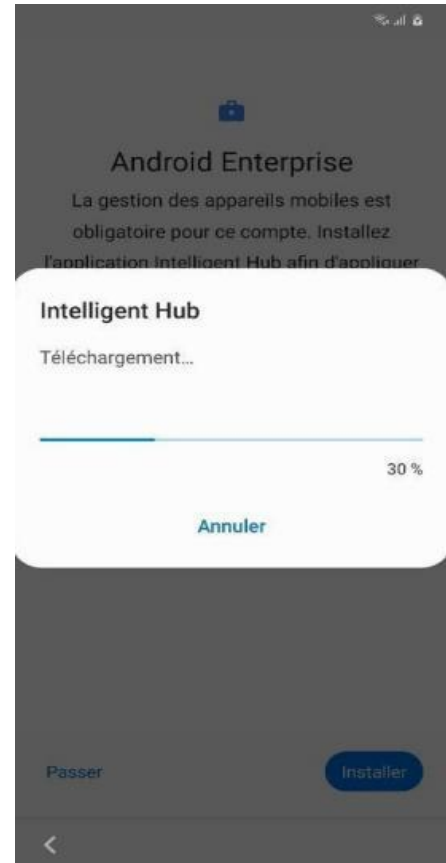 Android Enterprise
La gestion des appareils mobiles est
obligatoire pour ce compte. Installez
l'application Intelligent Hub afin d'appliquer
Intelligent Hub
Téléchargement...
30 %
Annuler
Passer
Installer